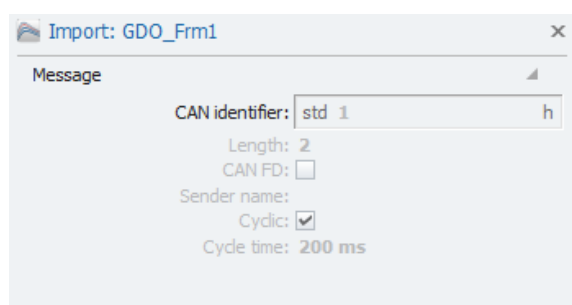 Import: GDO_Frm1
Message
CAN identifier: std 1 h
Length: 2
CAN FD:
Sender name:
Cyclic:
Cycle time: 200 ms